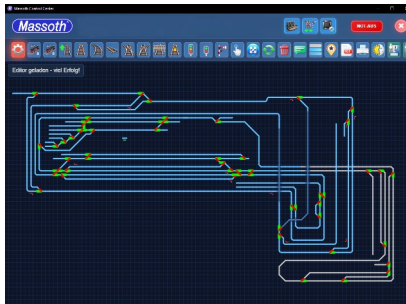 Massoth Control Center
Massoth
NOT-AUS
Editor geladen - viel Erfolg!